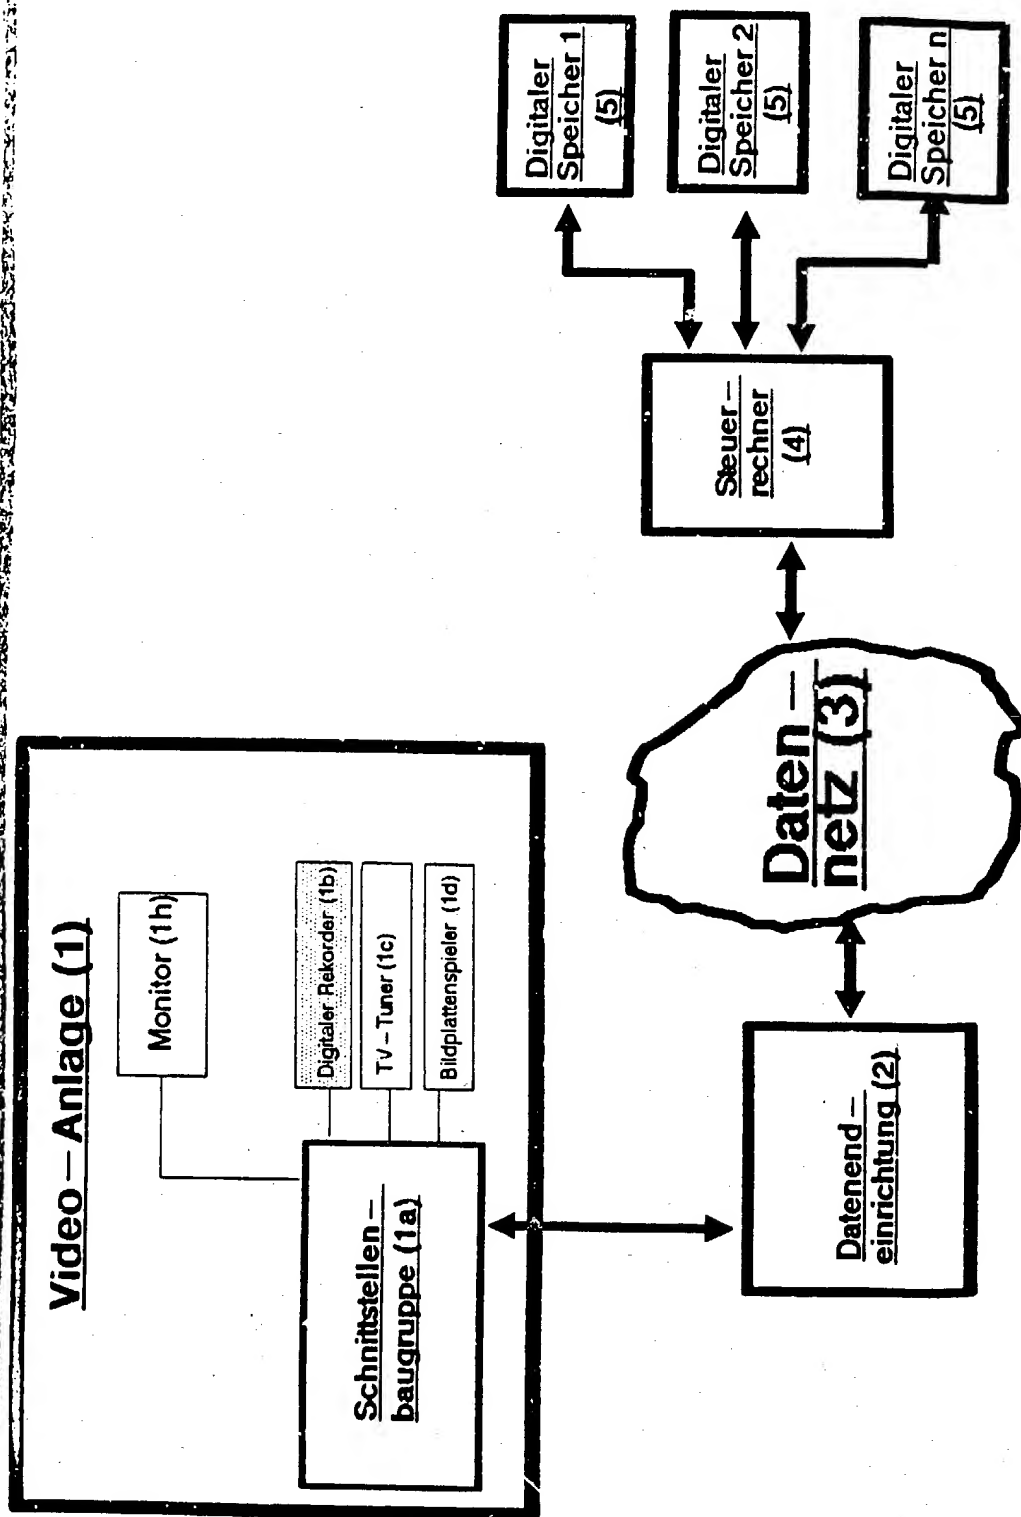 Video–Anlage (1)
Monitor (1h)
Digitaler Rekorder (1b)
TV–Tuner (1c)
Bildplattenspieler (1d)
Schnittstellen–
baugruppe (1a)
Datenend–
einrichtung (2)
Daten–
netz (3)
Steuer–
rechner
(4)
Digitaler
Speicher 1
(5)
Digitaler
Speicher 2
(5)
Digitaler
Speicher n
(5)